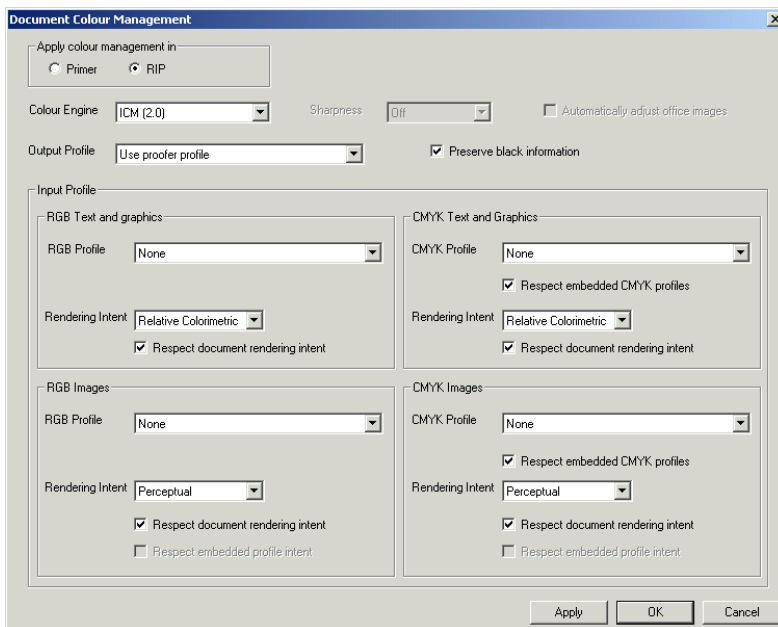 Document Colour Management
Apply colour management in
Primer
RIP
Colour Engine
ICM (2.0)
Sharpness
Off
Automatically adjust office images
Output Profile
Use proofer profile
Preserve black information
Input Profile
RGB Text and graphics
RGB Profile
None
Rendering Intent
Relative Colorimetric
Respect document rendering intent
CMYK Text and Graphics
CMYK Profile
None
Respect embedded CMYK profiles
Rendering Intent
Relative Colorimetric
Respect document rendering intent
RGB Images
RGB Profile
None
Rendering Intent
Perceptual
Respect document rendering intent
Respect embedded profile intent
CMYK Images
CMYK Profile
None
Respect embedded CMYK profiles
Rendering Intent
Perceptual
Respect document rendering intent
Respect embedded profile intent
Apply
OK
Cancel